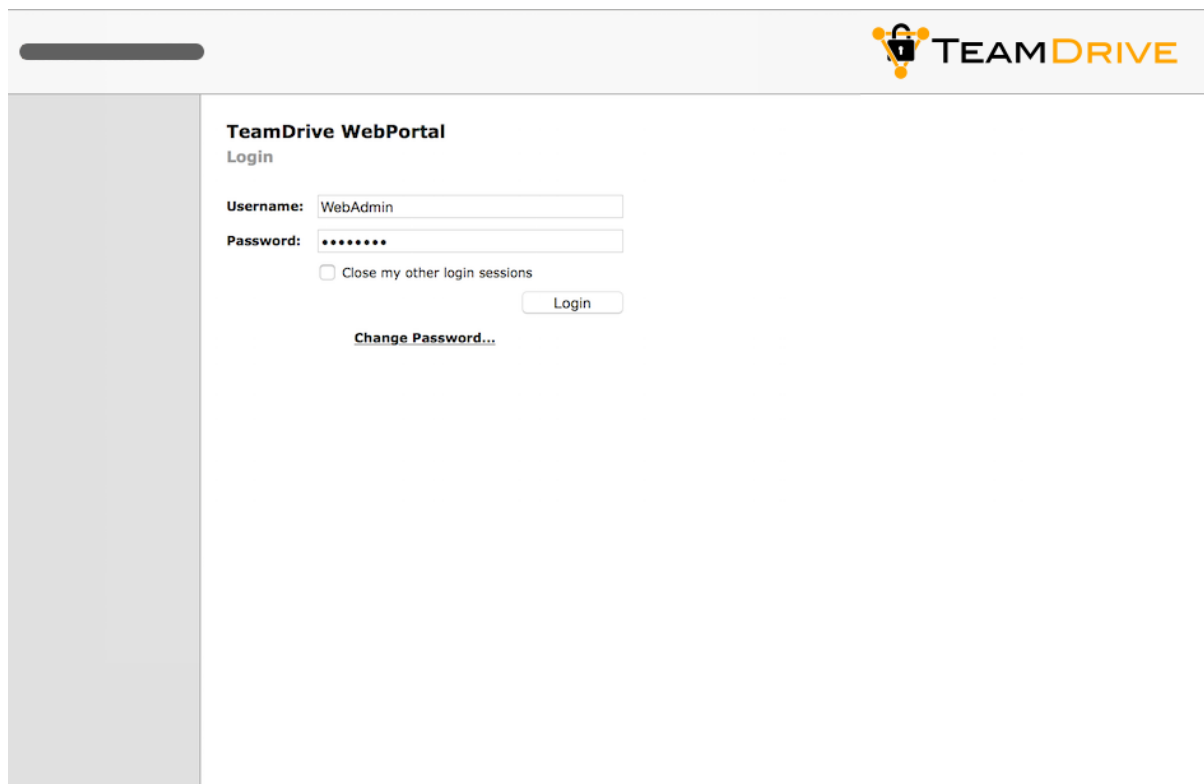 TEAMDRIVE
TeamDrive WebPortal
Login
Username: WebAdmin
Password: ••••••••
Close my other login sessions
Login
Change Password...